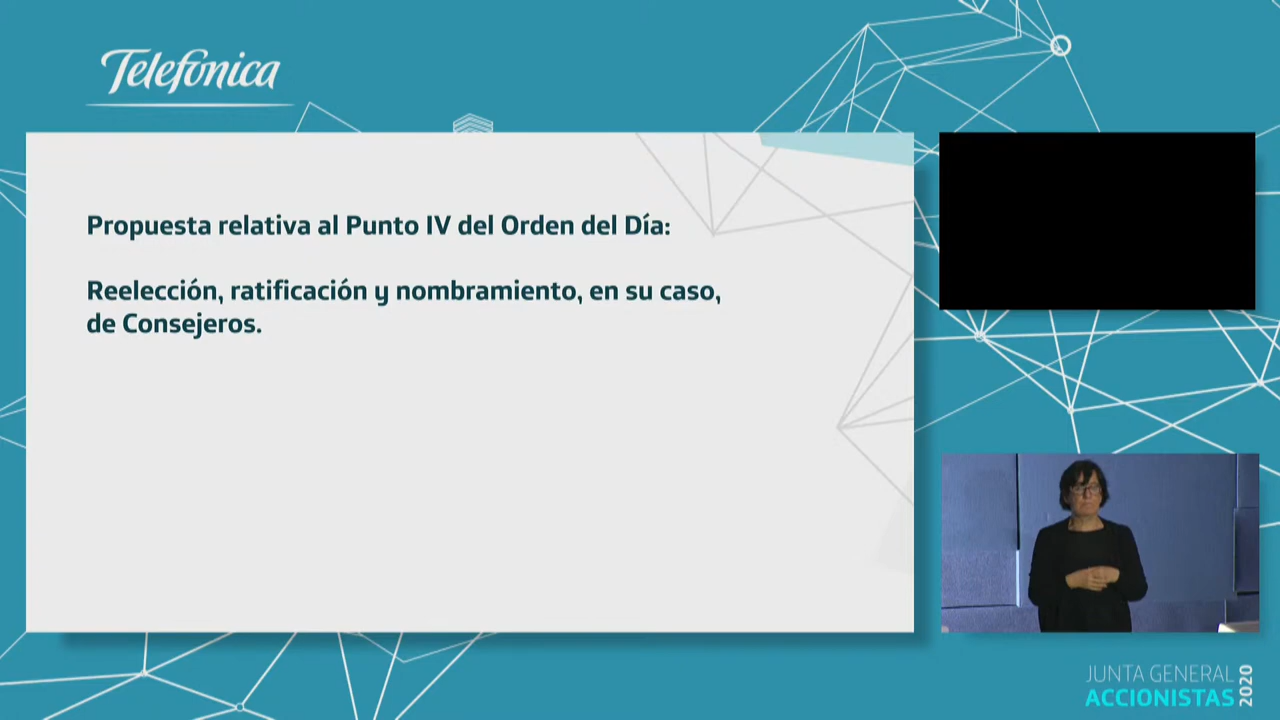 Telefónica
Propuesta relativa al Punto IV del Orden del Día:
Reelección, ratificación y nombramiento, en su caso,
de Consejeros.
JUNTA GENERAL
ACCIONISTAS 2020